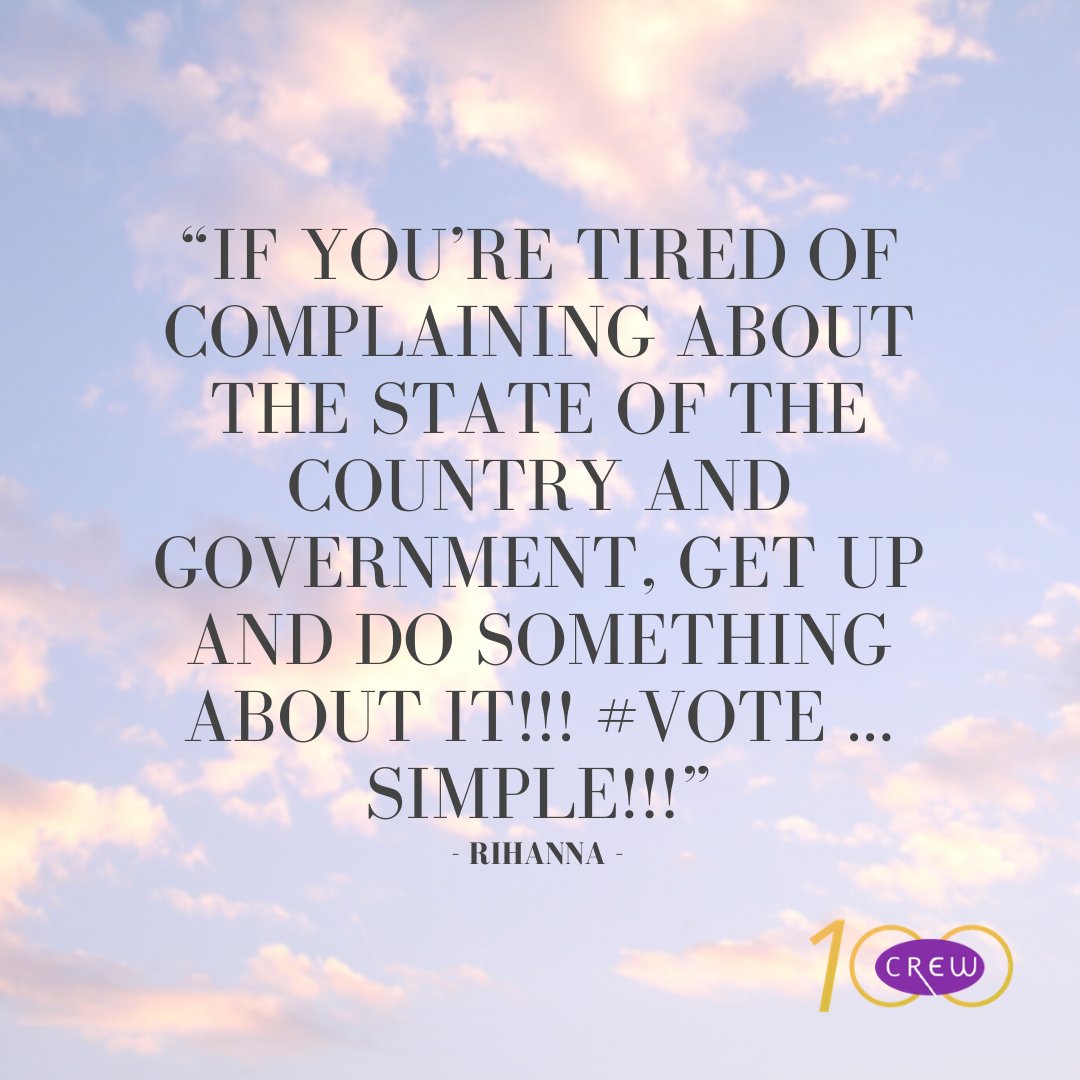 “IF YOU’RE TIRED OF
COMPLAINING ABOUT
THE STATE OF THE
COUNTRY AND
GOVERNMENT, GET UP
AND DO SOMETHING
ABOUT IT!!! #VOTE ...
SIMPLE!!!”
- RIHANNA -
100
CREW